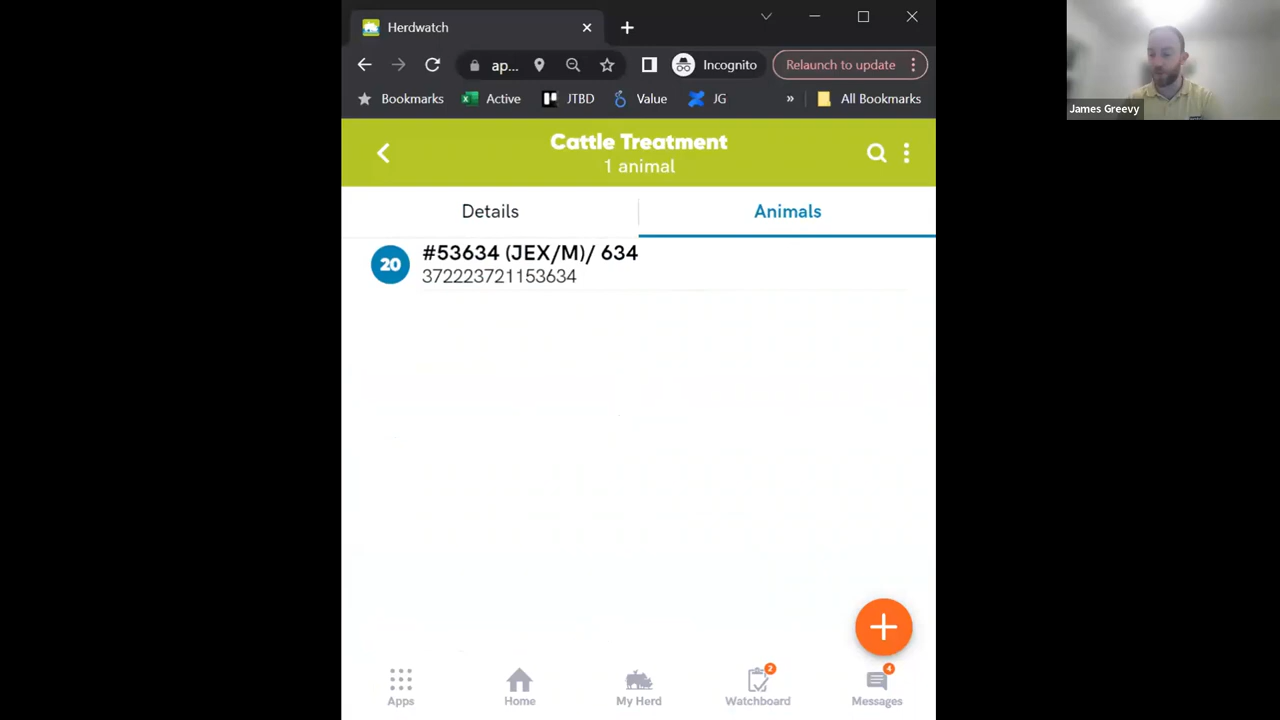 Herdwatch
ap...
Incognito
Relaunch to update
Bookmarks
Active
JTBD
Value
JG
»
All Bookmarks
James Greevy
Cattle Treatment
1 animal
Details
Animals
20
#53634 (JEX/M)/ 634
372223721153634
Apps
Home
My Herd
2
Watchboard
4
Messages